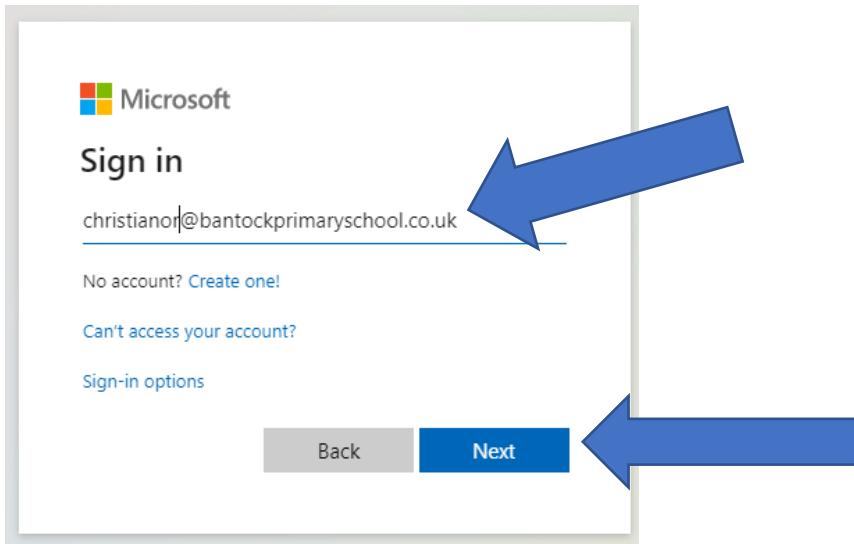 Microsoft
Sign in
christianor@bantockprimaryschool.co.uk
No account? Create one!
Can't access your account?
Sign-in options
Back Next